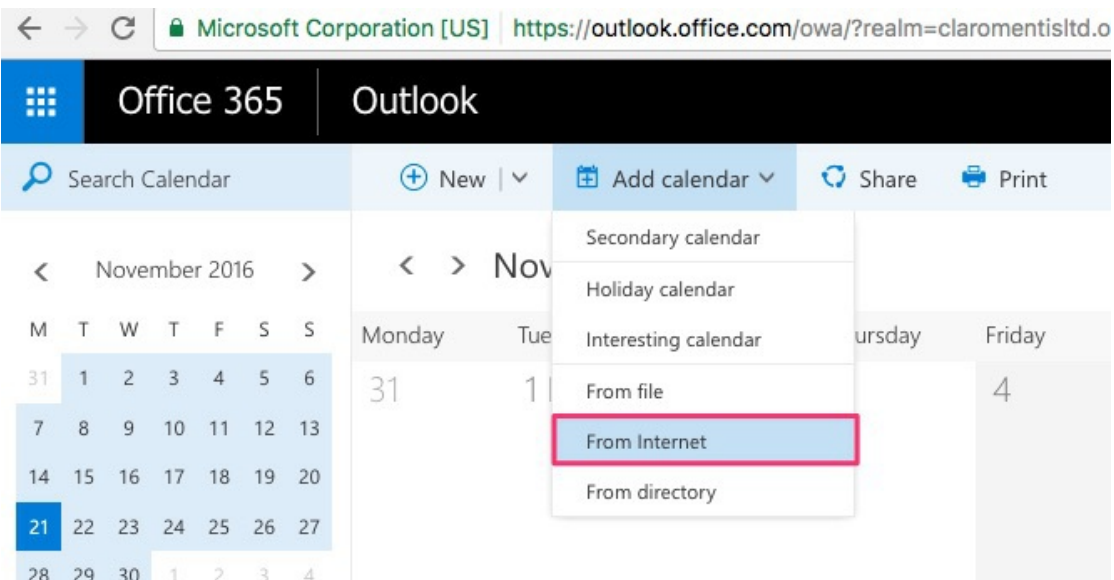 Microsoft Corporation [US] https://outlook.office.com/owa/?realm=claromentisltd.o
Office 365 Outlook
Search Calendar New Add calendar Share Print
Secondary calendar
November 2016 Nov
Holiday calendar
M T W T F S S Monday Tue Interesting calendar ursday Friday
31 1 2 3 4 5 6 31 1 From file 4
7 8 9 10 11 12 13 From Internet
14 15 16 17 18 19 20 From directory
21 22 23 24 25 26 27
28 29 30 1 2 3 4